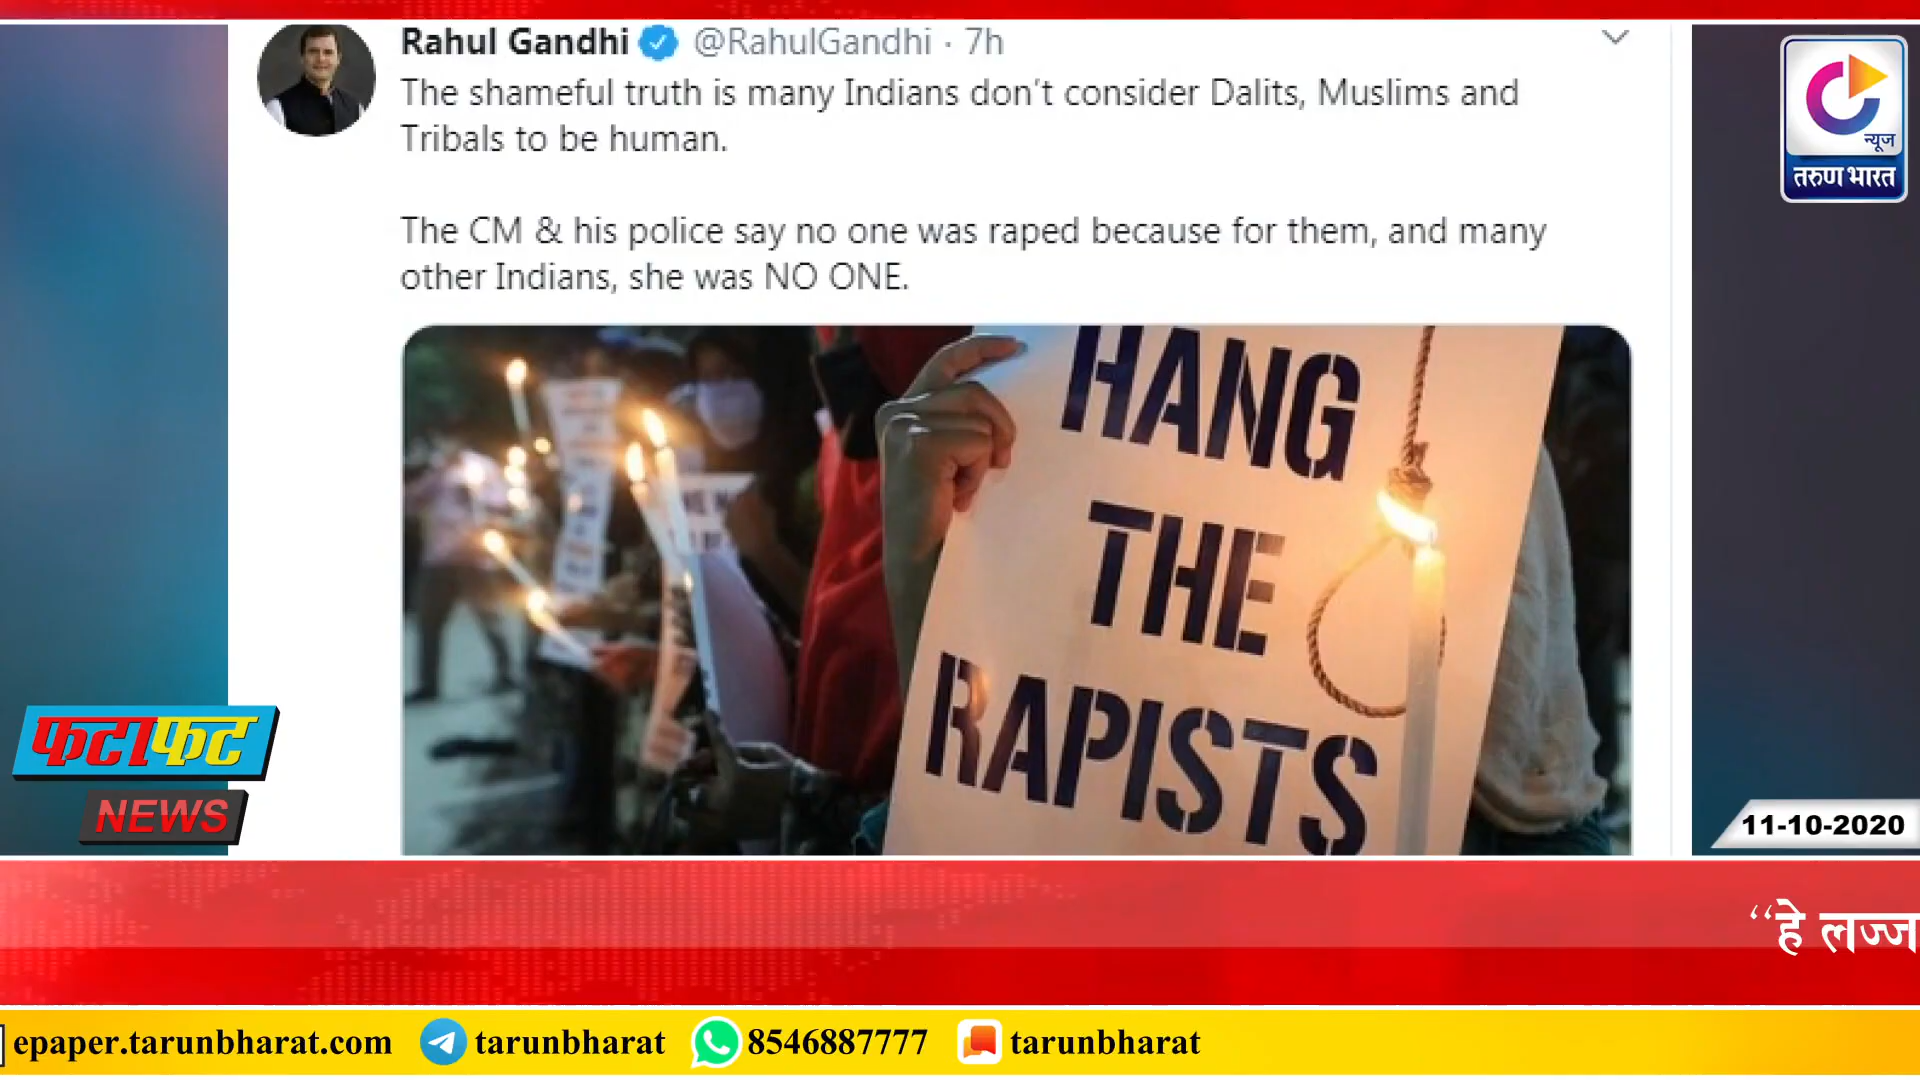 Rahul Gandhi @RahulGandhi · 7h
The shameful truth is many Indians don't consider Dalits, Muslims and
Tribals to be human.
The CM & his police say no one was raped because for them, and many
other Indians, she was NO ONE.
HANG
THE
RAPISTS
न्यूज
तरुण भारत
फटाफट
NEWS
11-10-2020
“हे लज्ज
epaper.tarunbharat.com tarunbharat 8546887777 tarunbharat